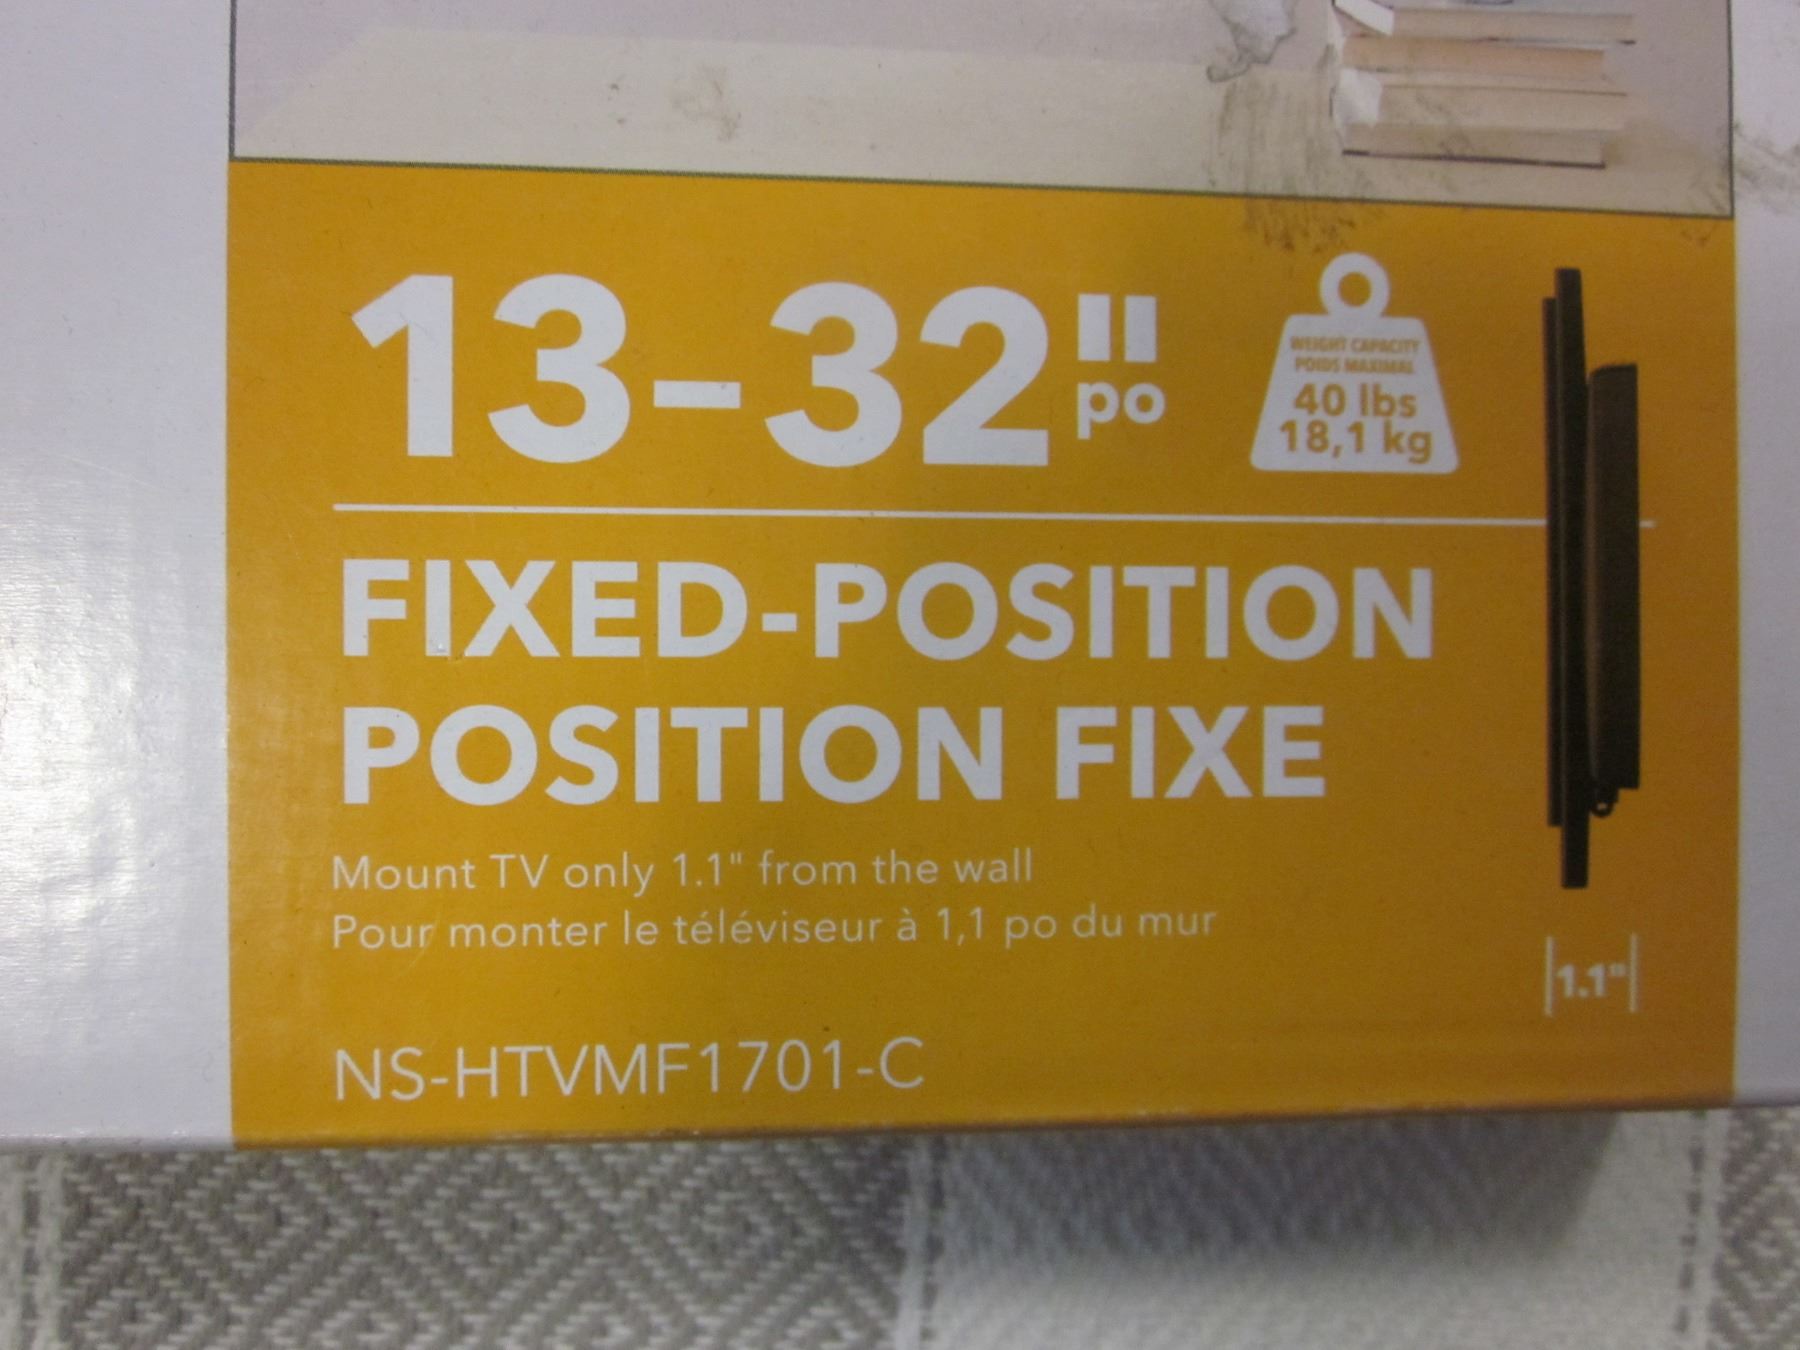 13-32"
po
WEIGHT CAPACITY
POIDS MAXIMAL
40 lbs
18,1 kg
FIXED-POSITION
POSITION FIXE
Mount TV only 1.1" from the wall
Pour monter le téléviseur à 1,1 po du mur
1.1"
NS-HTVMF1701-C